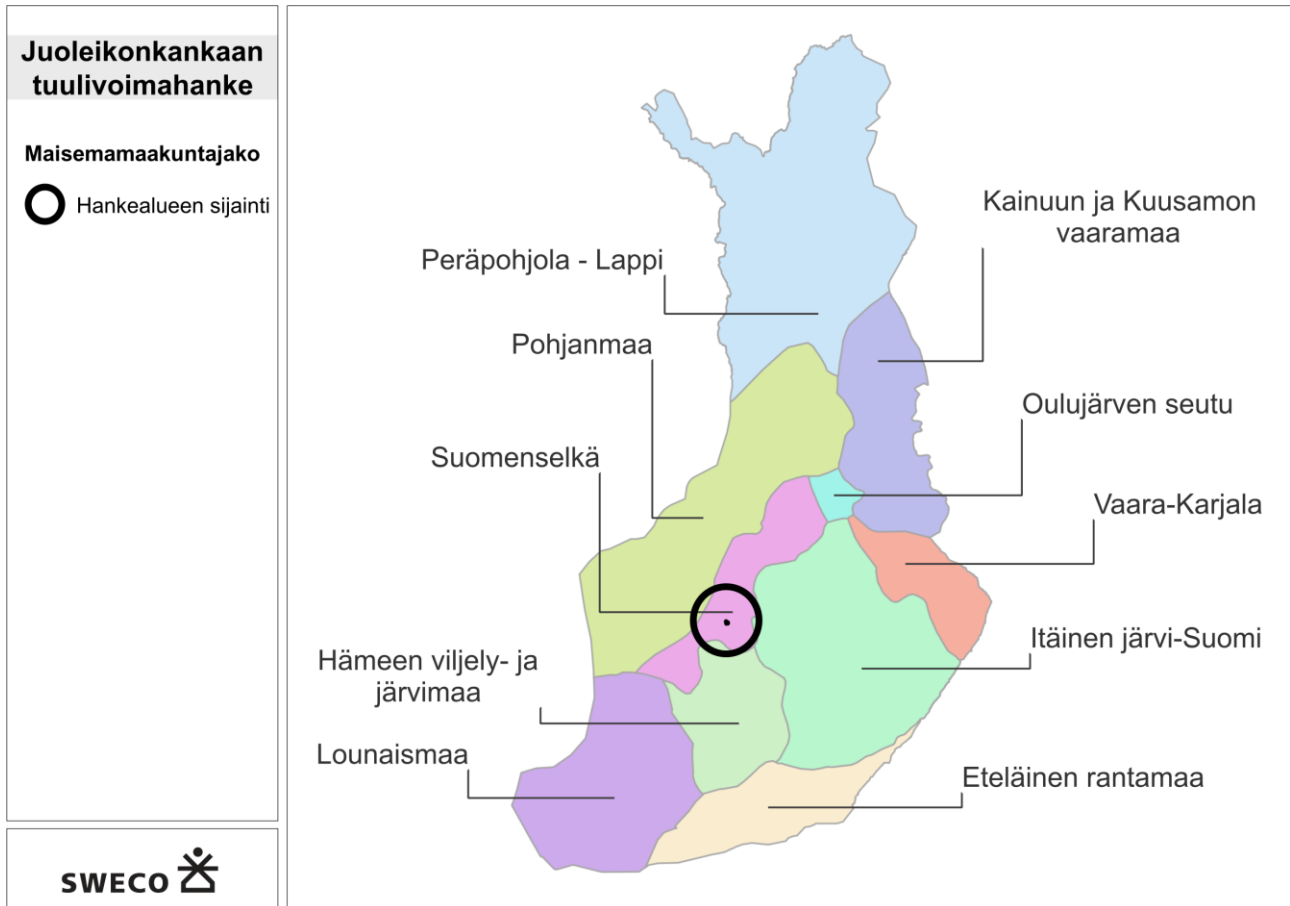 Juoleikonkankaan
tuulivoimahanke
Maisemamaakuntajako
Hankealueen sijainti
SWECO
Kainuun ja Kuusamon
vaaramaa
Peräpohjola - Lappi
Pohjanmaa
Oulujärven seutu
Suomenselkä
Vaara-Karjala
Itäinen järvi-Suomi
Hämeen viljely- ja
järvimaa
Lounaismaa
Eteläinen rantamaa